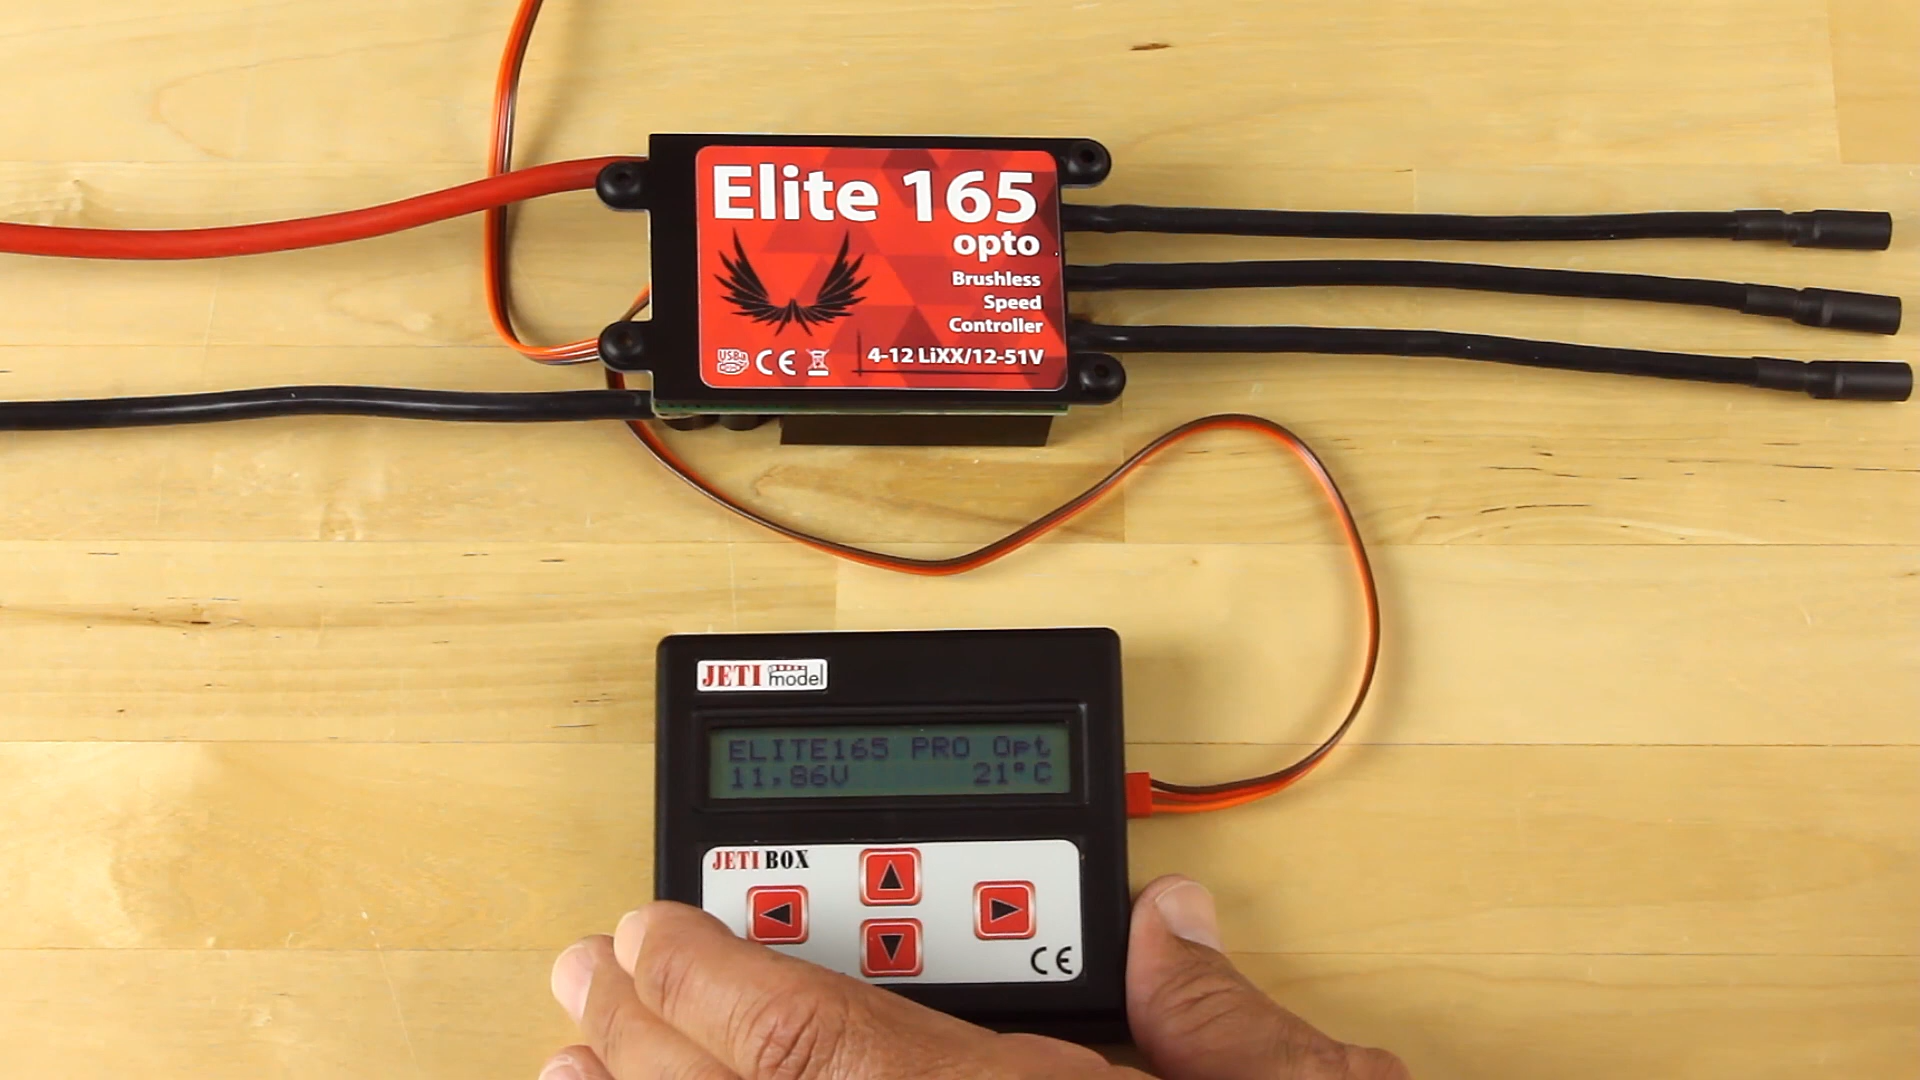 Elite 165
opto
Brushless
Speed
Controller
USBa
CE
4-12 LiXX/12-51V
JETI model
ELITE165 PRO Opt
11.86V 21°C
JETI BOX
CE